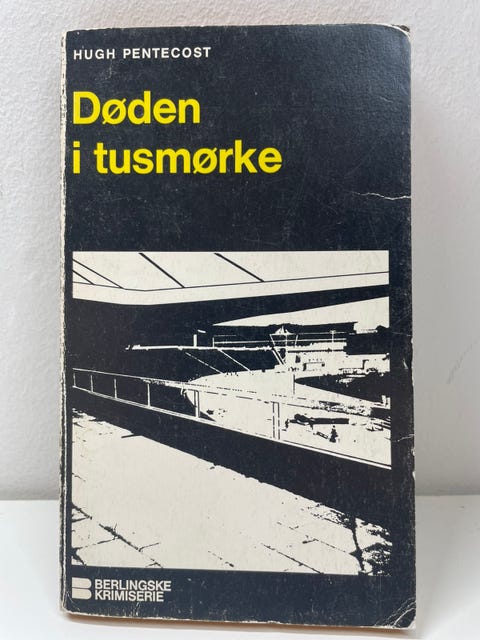 HUGH PENTECOST
Døden
i tusmørke
BERLINGSKE
KRIMISERIE